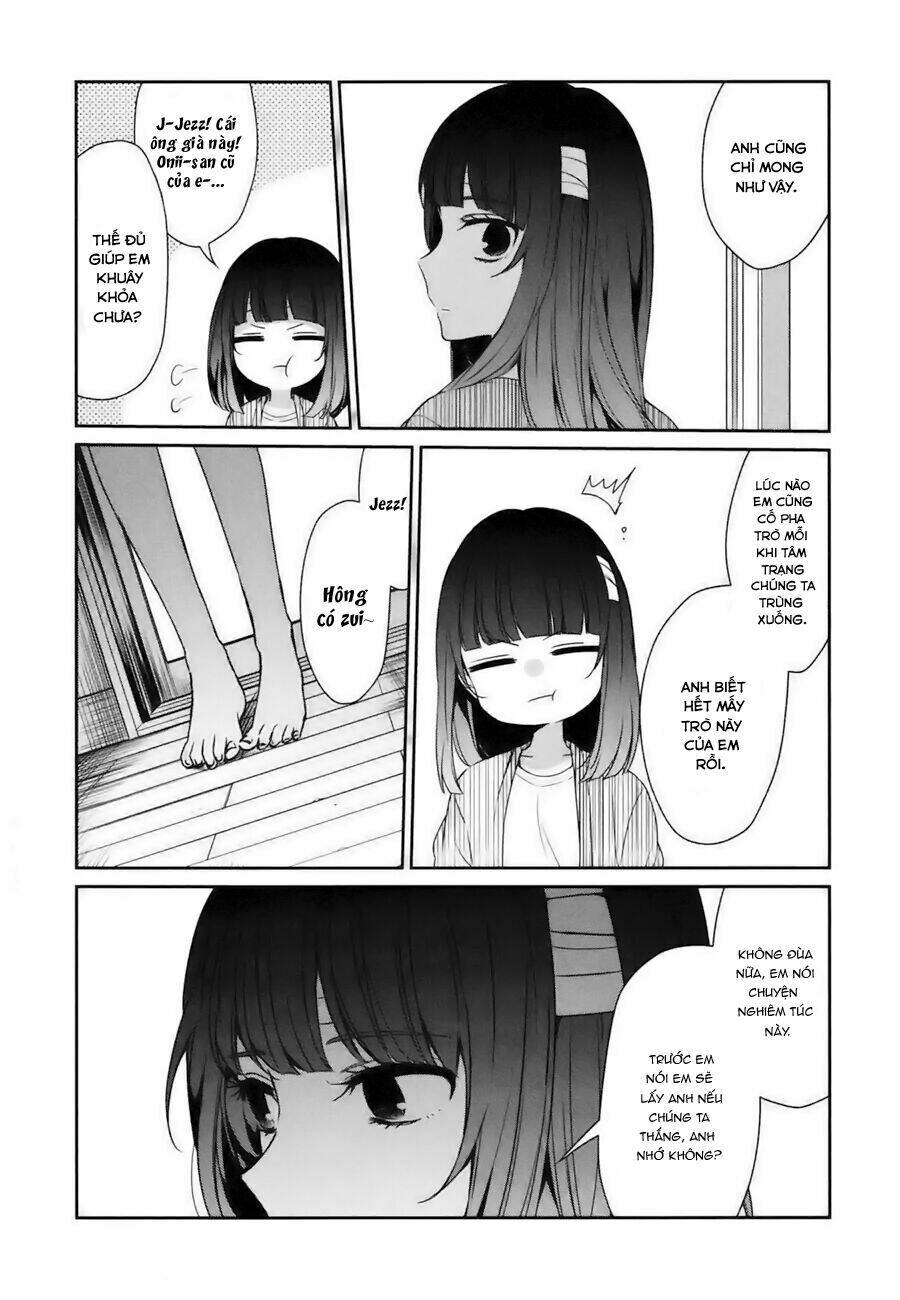 ANH CŨNG
CHỈ MONG
NHƯ VẬY.
J-Jezz! Cái
ông già này!
Onii-san cũ
của e-...
THẾ ĐỦ
GIÚP EM
KHUÂY
KHỎA
CHƯA?
LÚC NÀO
EM CŨNG
CỐ PHA
TRÒ MỖI
KHI TÂM
TRẠNG
CHÚNG TA
TRÙNG
XUỐNG.
ANH BIẾT
HẾT MẤY
TRÒ NÀY
CỦA EM
RỒI.
Jezz!
Hông
có zui~
KHÔNG ĐÙA
NỮA, EM NÓI
CHUYỆN
NGHIÊM TÚC
NÀY.
TRƯỚC EM
NÓI EM SẼ
LẤY ANH NẾU
CHÚNG TA
THẮNG, ANH
NHỚ KHÔNG?